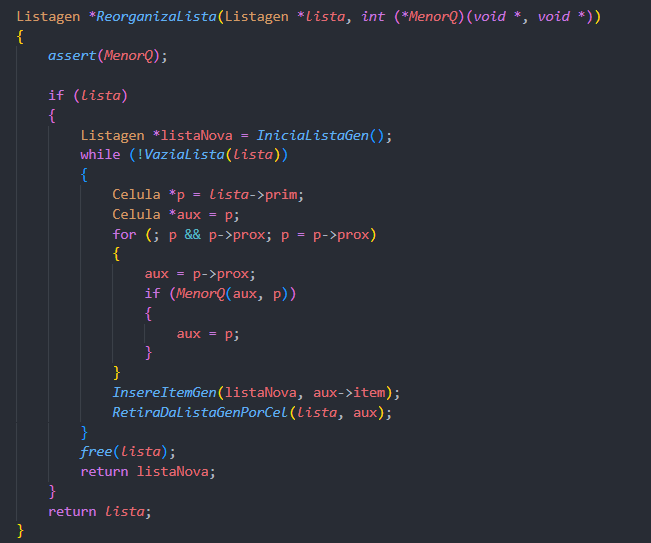 Listagen *ReorganizaLista(Listagen *lista, int (*MenorQ)(void *, void *))
{
    assert(MenorQ);

    if (lista)
    {
        Listagen *listaNova = IniciaListaGen();
        while (!VaziaLista(lista))
        {
            Celula *p = lista->prim;
            Celula *aux = p;
            for (; p && p->prox; p = p->prox)
            {
                aux = p->prox;
                if (MenorQ(aux, p))
                {
                    aux = p;
                }
            }
            InsereItemGen(listaNova, aux->item);
            RetiraDaListaGenPorCel(lista, aux);
        }
        free(lista);
        return listaNova;
    }
    return lista;
}